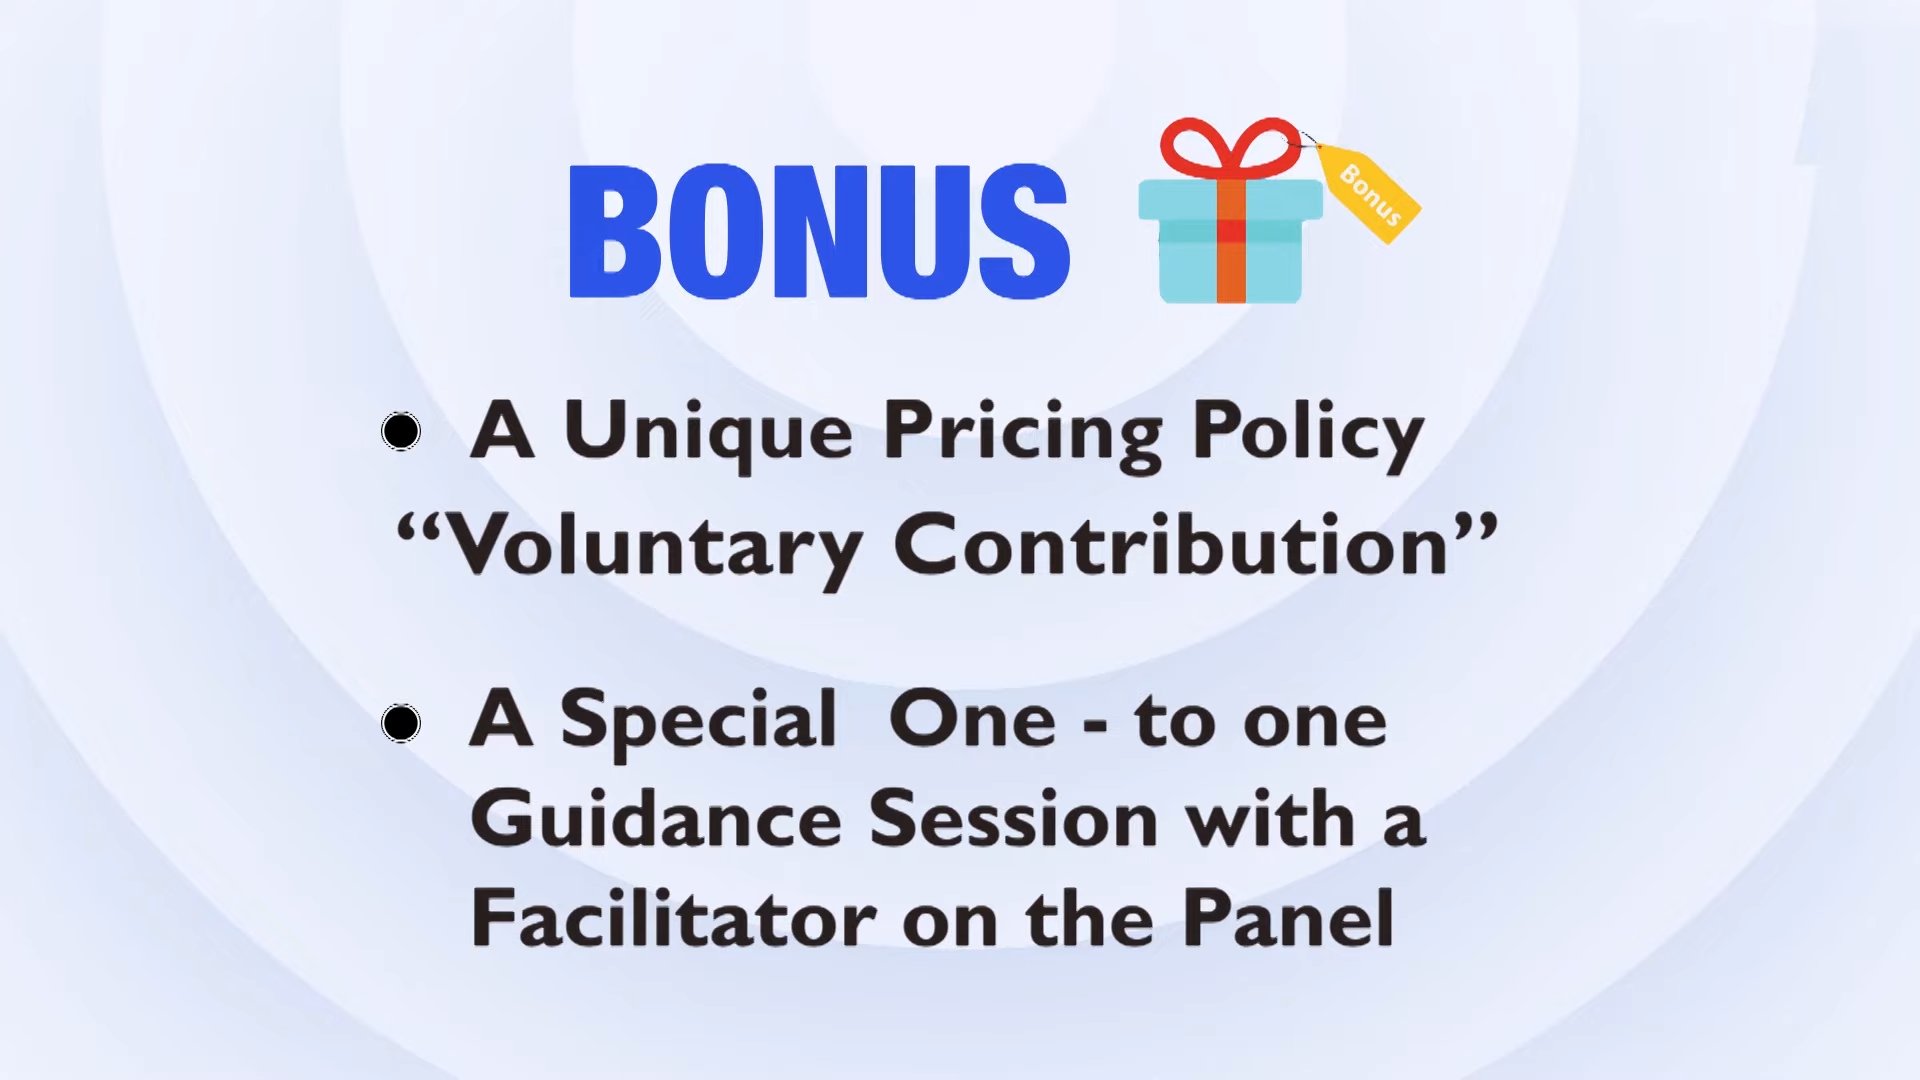 BONUS
Bonus
• A Unique Pricing Policy
“Voluntary Contribution”
• A Special  One - to one
Guidance Session with a
Facilitator on the Panel